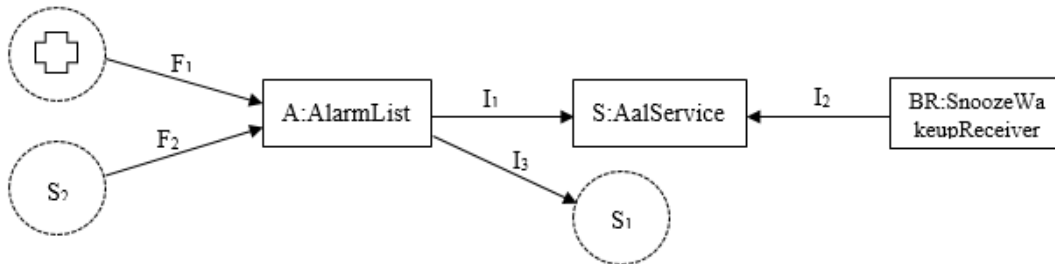 F₁
A:AlarmList
I₁
S:AalService
I₂
BR:SnoozeWa
keupReceiver
F₂
S₂
I₃
S₁